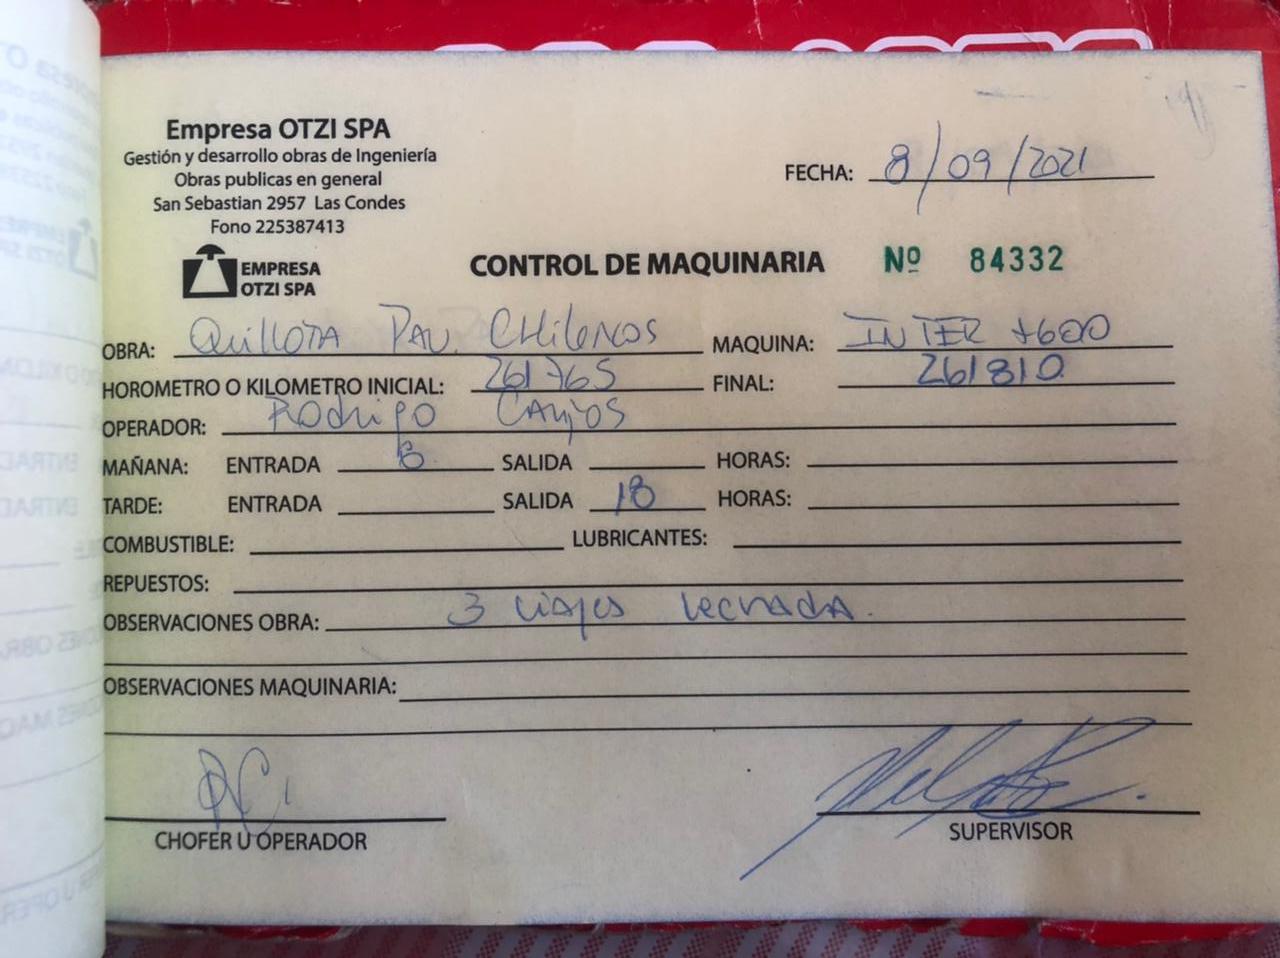 Empresa OTZI SPA
Gestión y desarrollo obras de Ingeniería
Obras publicas en general
San Sebastian 2957 Las Condes
Fono 225387413
FECHA: 8/09/2021
EMPRESA
OTZI SPA
CONTROL DE MAQUINARIA Nº 84332
OBRA: Quillota Pav. Chilenos MAQUINA: INTER 7600
HOROMETRO O KILOMETRO INICIAL: 261765 FINAL: 261810
OPERADOR: Rodrigo
MAÑANA: ENTRADA 8 SALIDA HORAS:
TARDE: ENTRADA SALIDA 18 HORAS:
COMBUSTIBLE: LUBRICANTES:
REPUESTOS:
OBSERVACIONES OBRA: 3 viajes lechada.
OBSERVACIONES MAQUINARIA:
CHOFER U OPERADOR
SUPERVISOR